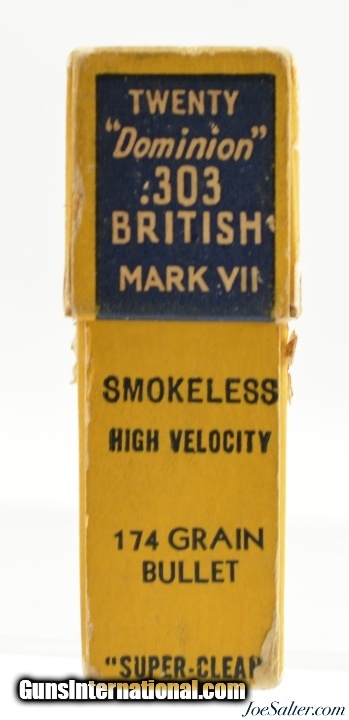 TWENTY
"Dominion"
.303
BRITISH
MARK VII
SMOKELESS
HIGH VELOCITY
174 GRAIN
BULLET
"SUPER-CLEAN
GunsInternational.com
JoeSalter.com